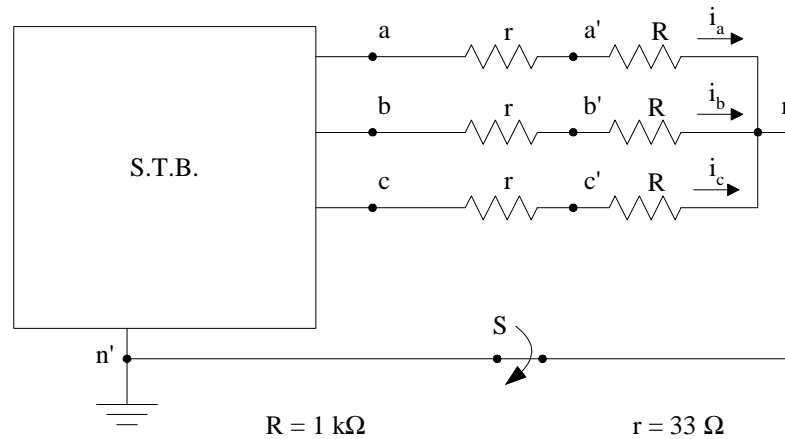 a r a' R i_a
b r b' R i_b n
S.T.B.
c r c' R i_c
S
n'
R = 1 kΩ r = 33 Ω